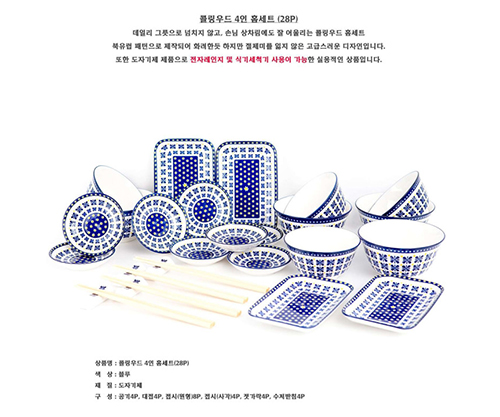 플링우드 4인 홈세트 (28P)
데일리 그릇으로 넘치지 않고, 손님 상차림에도 잘 어울리는 플링우드 홈세트
북유럽 패턴으로 제작되어 화려한듯 하지만 절제미를 잃지 않은 고급스러운 디자인입니다.
또한 도자기제 제품으로 전자레인지 및 식기세척기 사용이 가능한 실용적인 상품입니다.
상품명 : 플링우드 4인 홈세트(28P)
색 상 : 블루
재 질 : 도자기제
구 성 : 공기4P, 대접4P, 접시(원형)8P, 접시(사각)4P, 젓가락4P, 수저받침4P